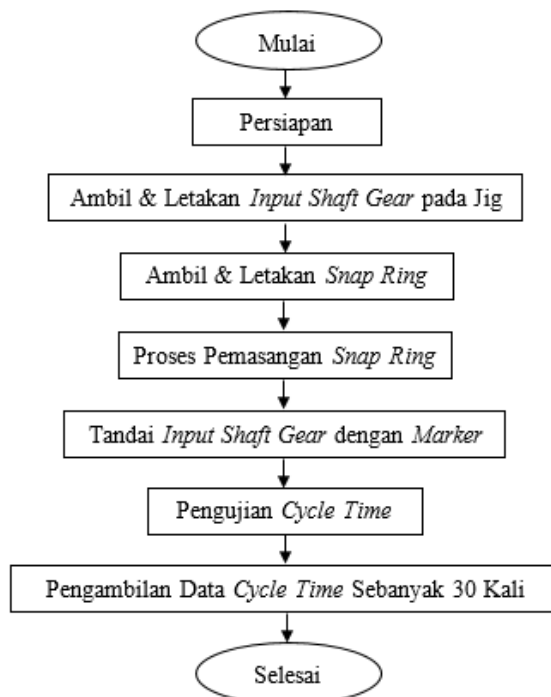 Mulai
Persiapan
Ambil & Letakan Input Shaft Gear pada Jig
Ambil & Letakan Snap Ring
Proses Pemasangan Snap Ring
Tandai Input Shaft Gear dengan Marker
Pengujian Cycle Time
Pengambilan Data Cycle Time Sebanyak 30 Kali
Selesai